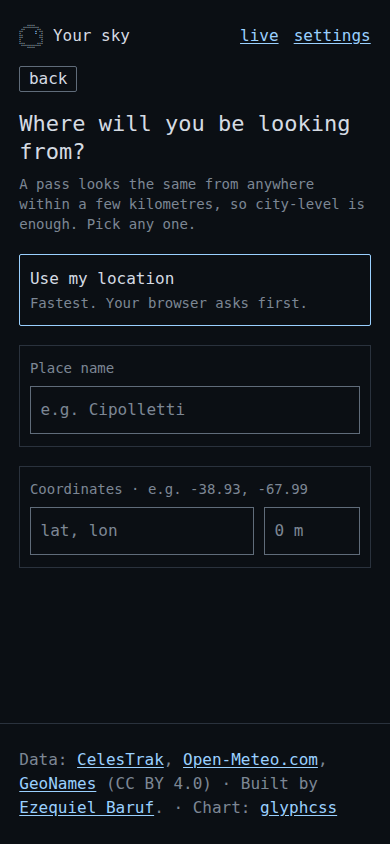 Your sky live settings
back
Where will you be looking
from?
A pass looks the same from anywhere
within a few kilometres, so city-level is
enough. Pick any one.
Use my location
Fastest. Your browser asks first.
Place name
e.g. Cipolletti
Coordinates · e.g. -38.93, -67.99
lat, lon 0 m
Data: CelesTrak, Open-Meteo.com,
GeoNames (CC BY 4.0) · Built by
Ezequiel Baruf. · Chart: glyphcss